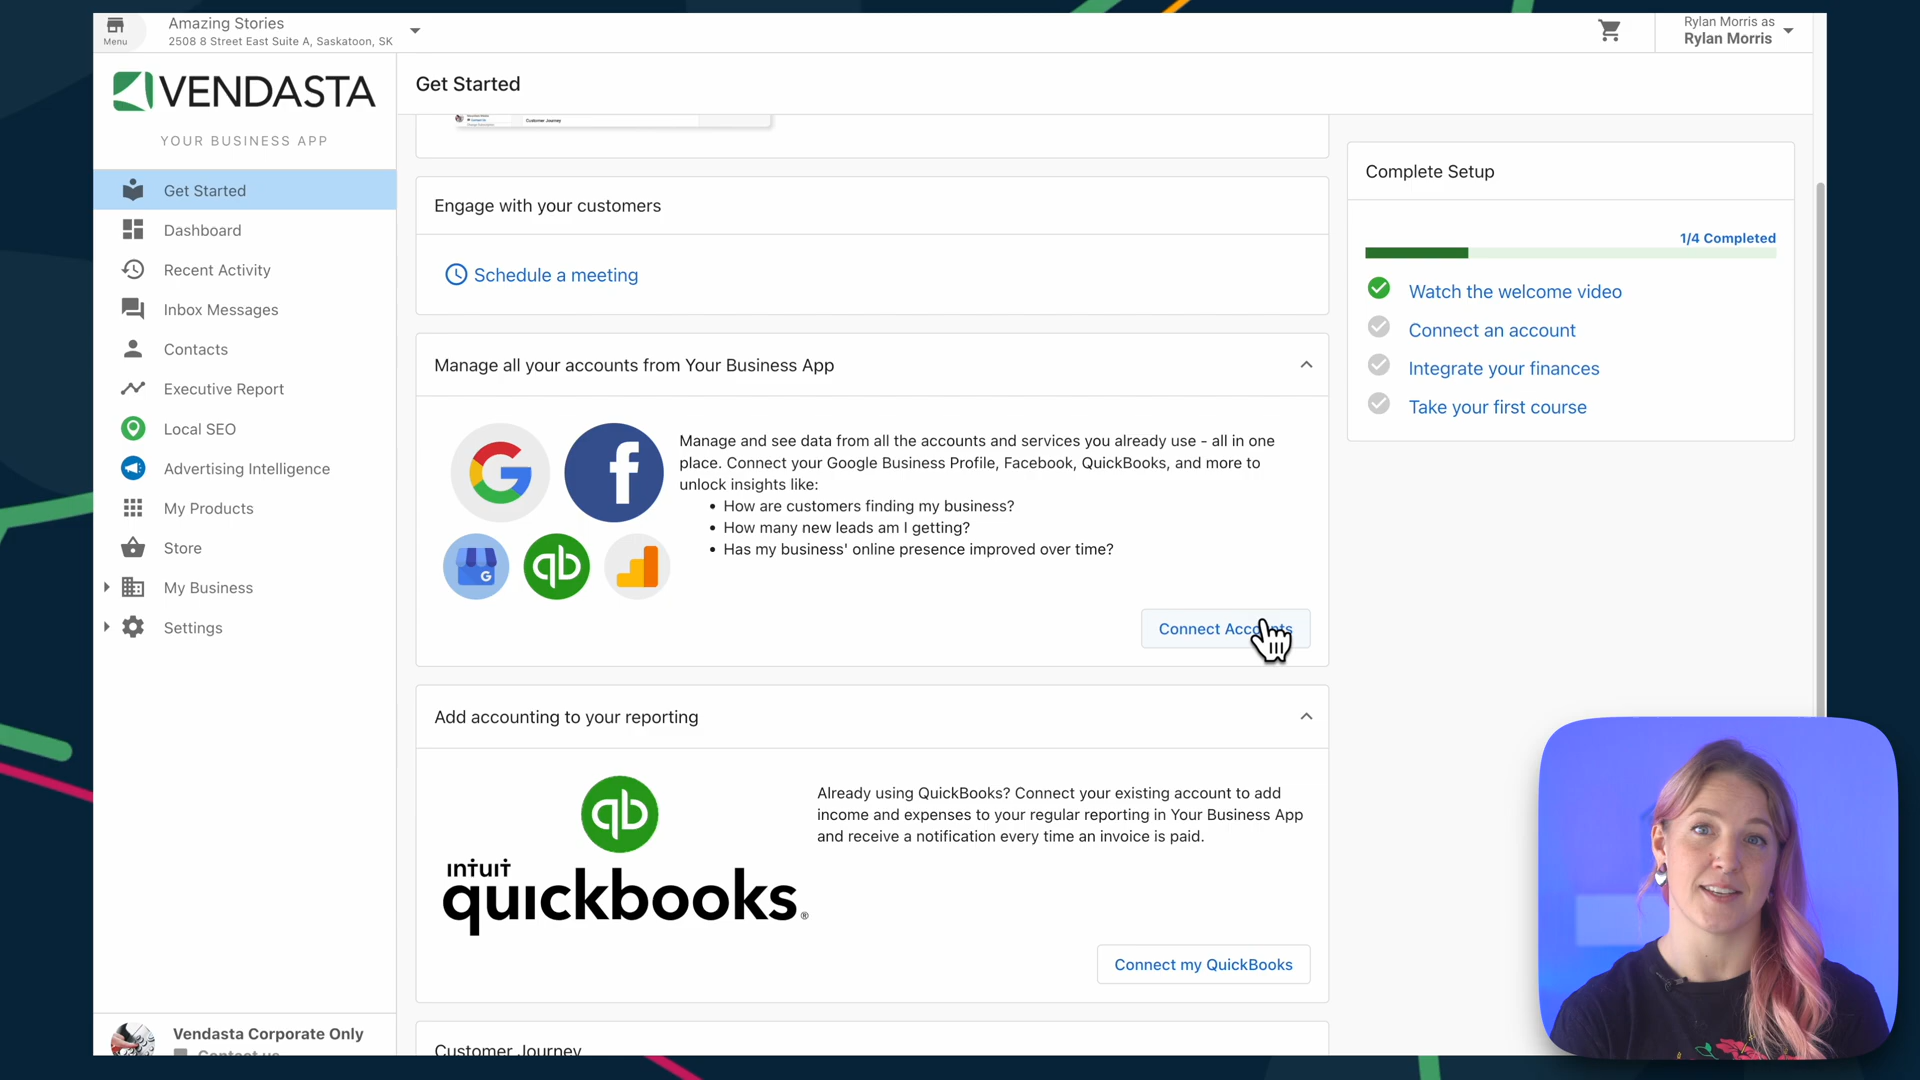 Menu
Amazing Stories
2508 8 Street East Suite A, Saskatoon, SK
Rylan Morris as
Rylan Morris
VENDASTA
YOUR BUSINESS APP
Get Started
Dashboard
Recent Activity
Inbox Messages
Contacts
Executive Report
Local SEO
Advertising Intelligence
My Products
Store
My Business
Settings
Vendasta Corporate Only
Contact us
Get Started
Customer Journey
Engage with your customers
Schedule a meeting
Manage all your accounts from Your Business App
Manage and see data from all the accounts and services you already use - all in one
place. Connect your Google Business Profile, Facebook, QuickBooks, and more to
unlock insights like:
• How are customers finding my business?
• How many new leads am I getting?
• Has my business' online presence improved over time?
Connect Accounts
Add accounting to your reporting
qb
intuit
quickbooks®
Already using QuickBooks? Connect your existing account to add
income and expenses to your regular reporting in Your Business App
and receive a notification every time an invoice is paid.
Connect my QuickBooks
Customer Journey
Complete Setup
1/4 Completed
Watch the welcome video
Connect an account
Integrate your finances
Take your first course